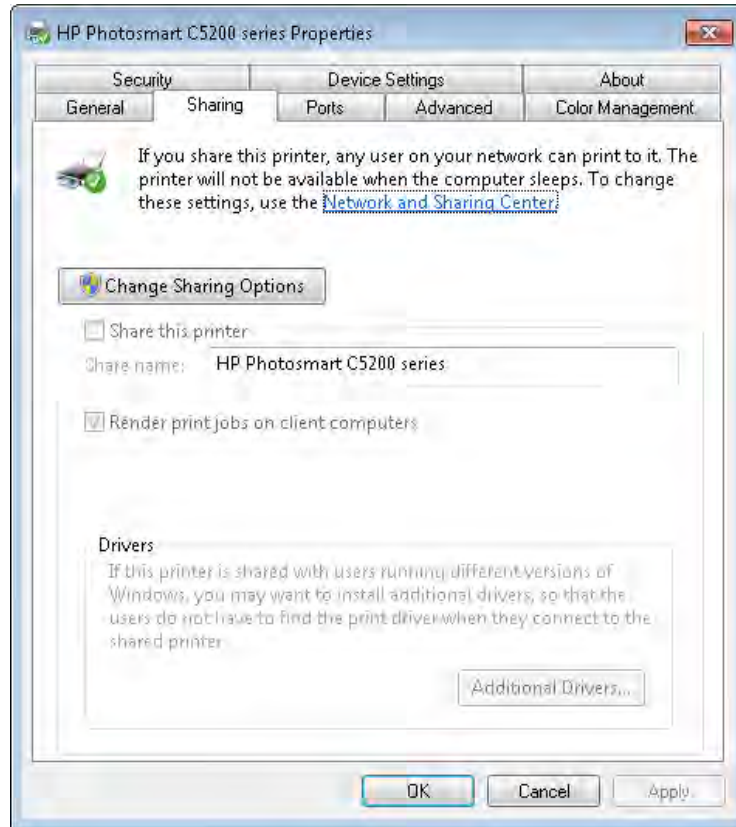 HP Photosmart C5200 series Properties
Security Device Settings About
General Sharing Ports Advanced Color Management
If you share this printer, any user on your network can print to it. The
printer will not be available when the computer sleeps. To change
these settings, use the Network and Sharing Center.
Change Sharing Options
Share this printer
Share name: HP Photosmart C5200 series
Render print jobs on client computers
Drivers
If this printer is shared with users running different versions of
Windows, you may want to install additional drivers, so that the
users do not have to find the print driver when they connect to the
shared printer.
Additional Drivers...
OK Cancel Apply